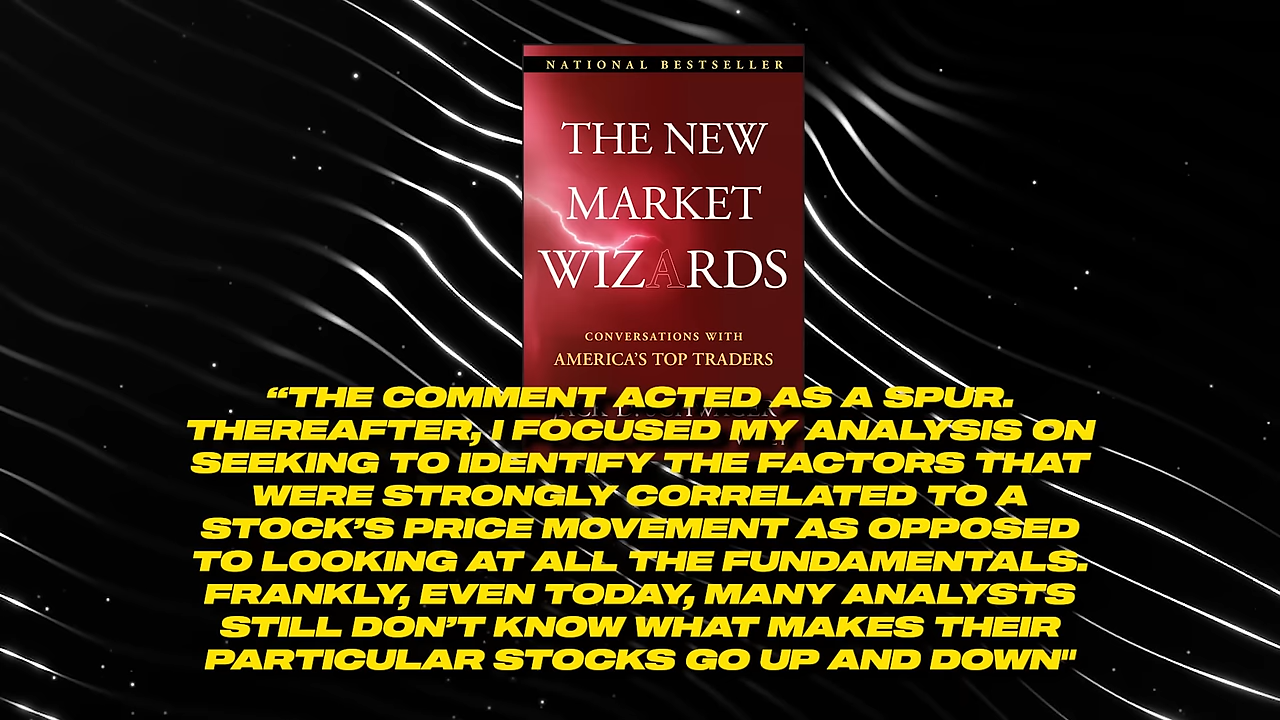 NATIONAL BESTSELLER
THE NEW
MARKET
WIZARDS
CONVERSATIONS WITH
AMERICA'S TOP TRADERS
JACK D. SCHWAGER
“THE COMMENT ACTED AS A SPUR.
THEREAFTER, I FOCUSED MY ANALYSIS ON
SEEKING TO IDENTIFY THE FACTORS THAT
WERE STRONGLY CORRELATED TO A
STOCK’S PRICE MOVEMENT AS OPPOSED
TO LOOKING AT ALL THE FUNDAMENTALS.
FRANKLY, EVEN TODAY, MANY ANALYSTS
STILL DON’T KNOW WHAT MAKES THEIR
PARTICULAR STOCKS GO UP AND DOWN"